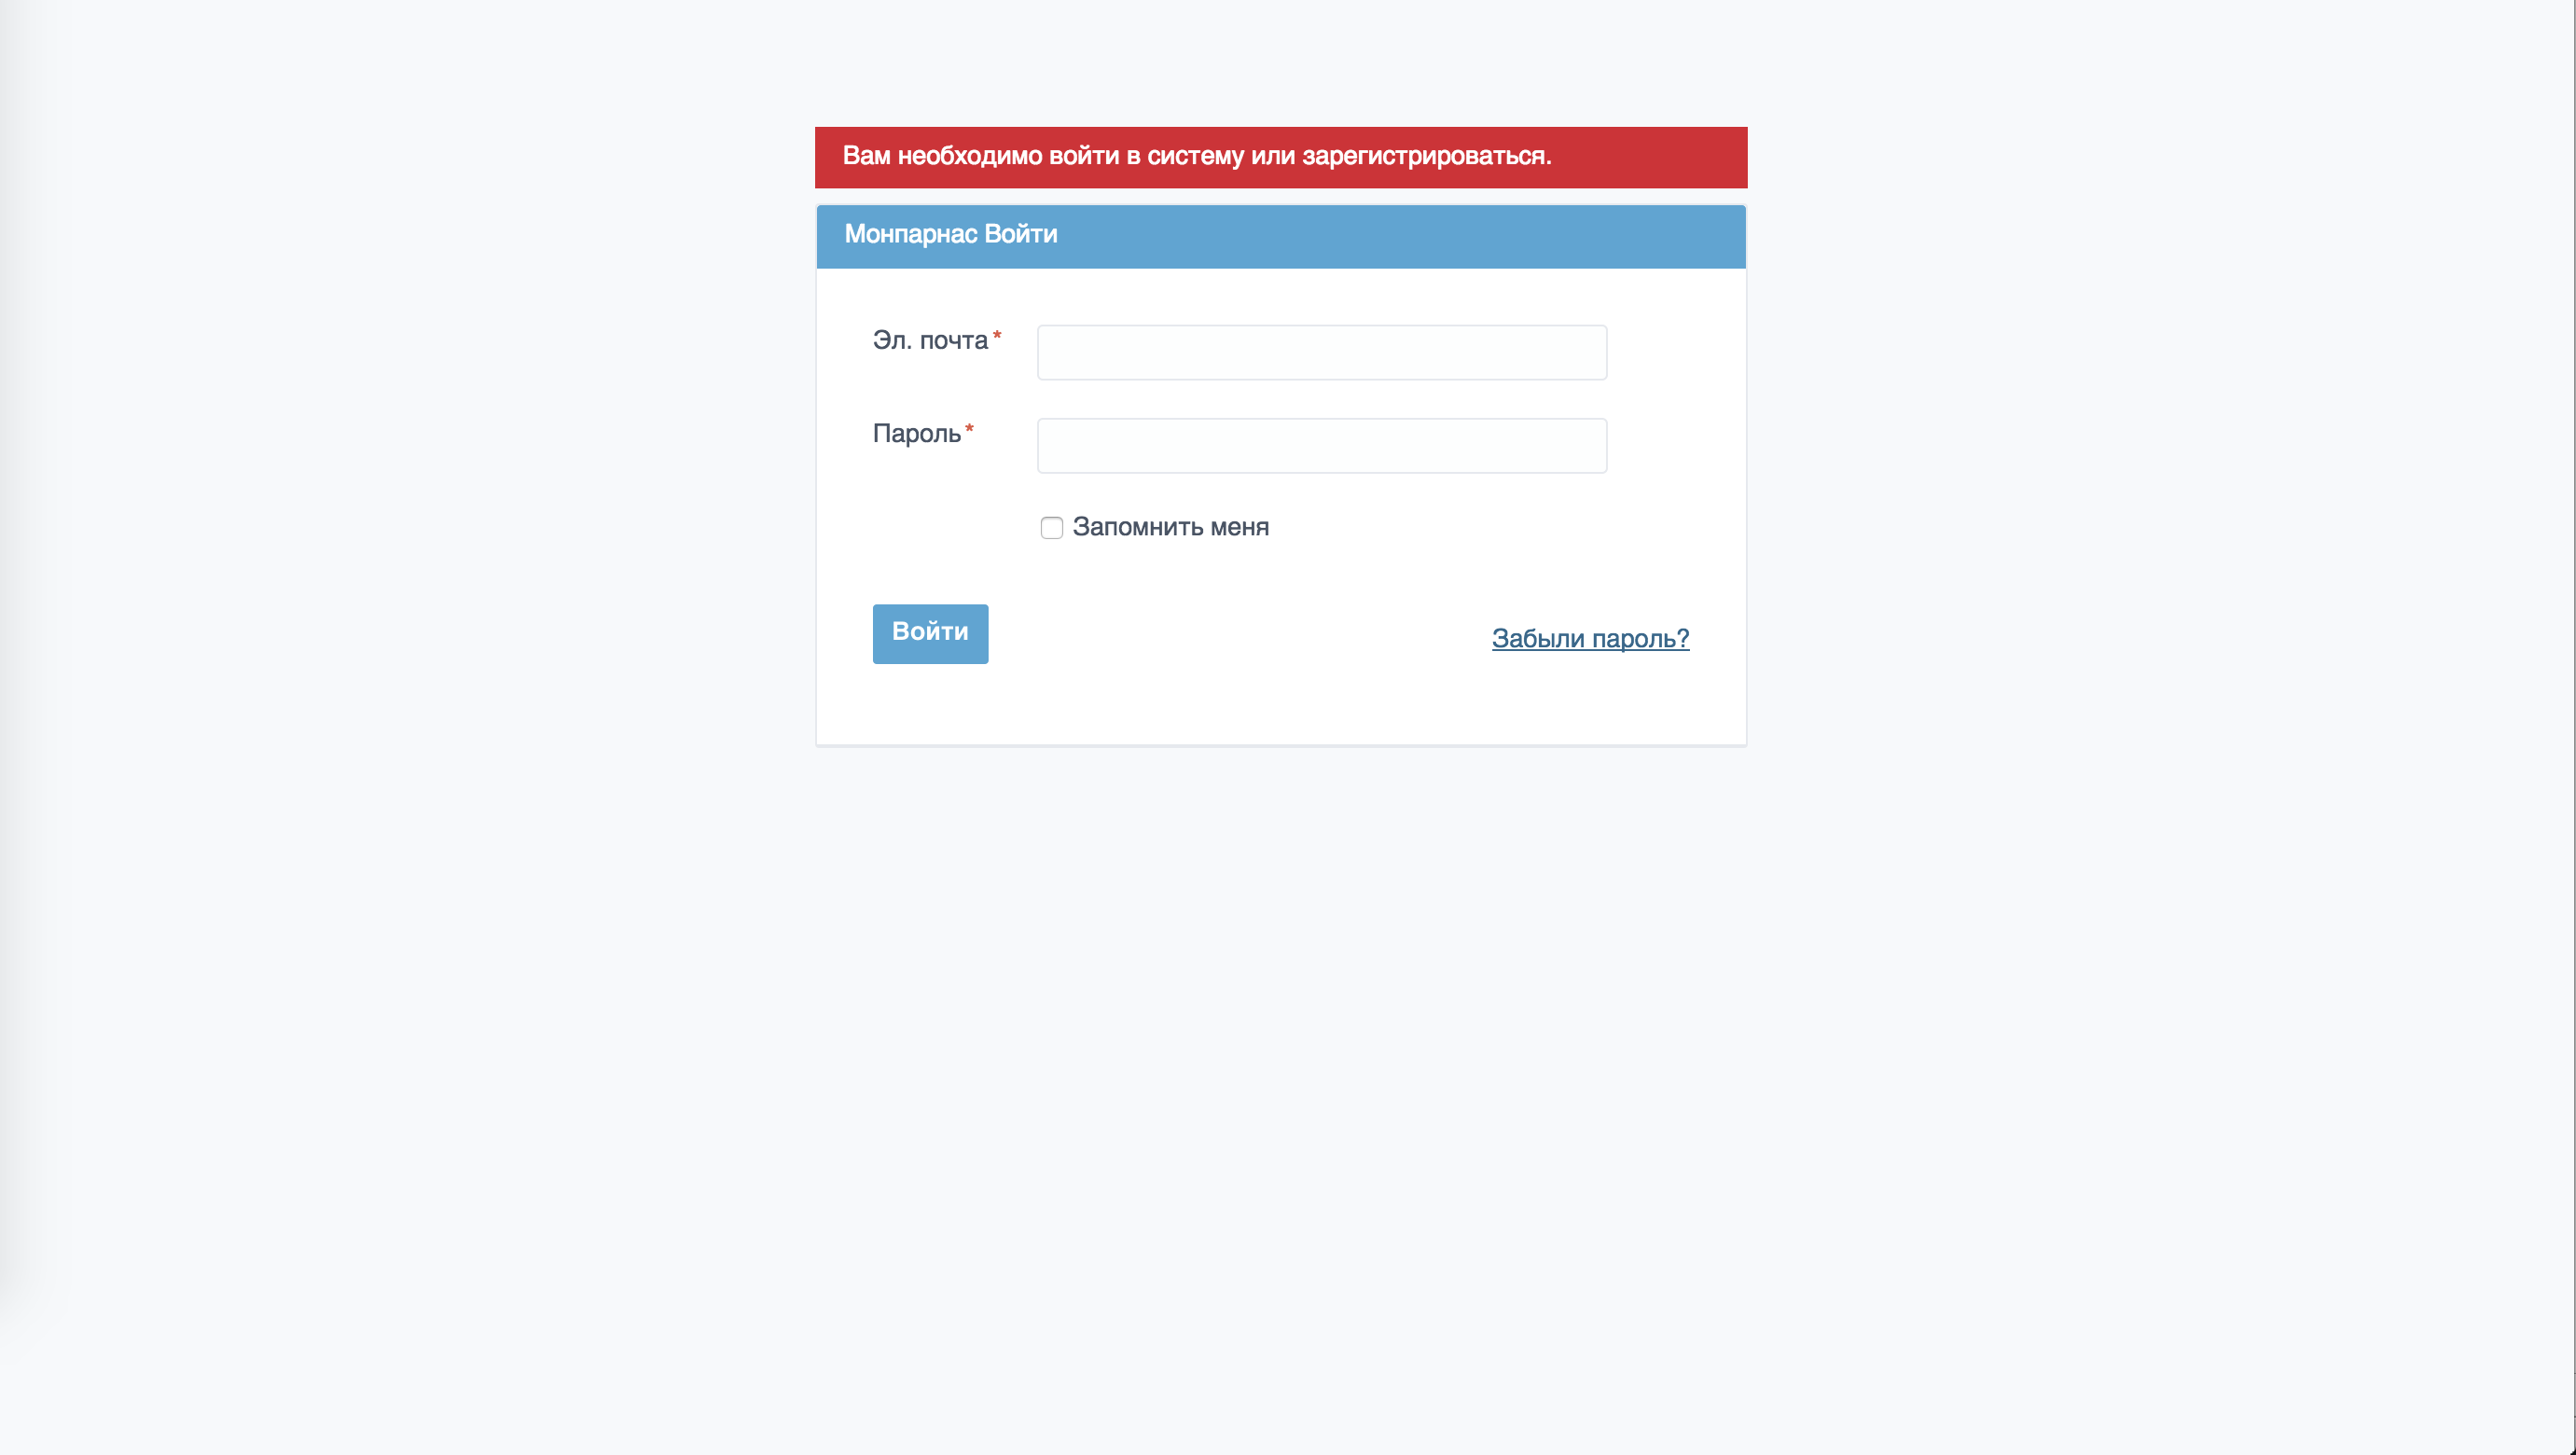 Вам необходимо войти в систему или зарегистрироваться.
Монпарнас Войти
Эл. почта*
Пароль*
Запомнить меня
Войти
Забыли пароль?